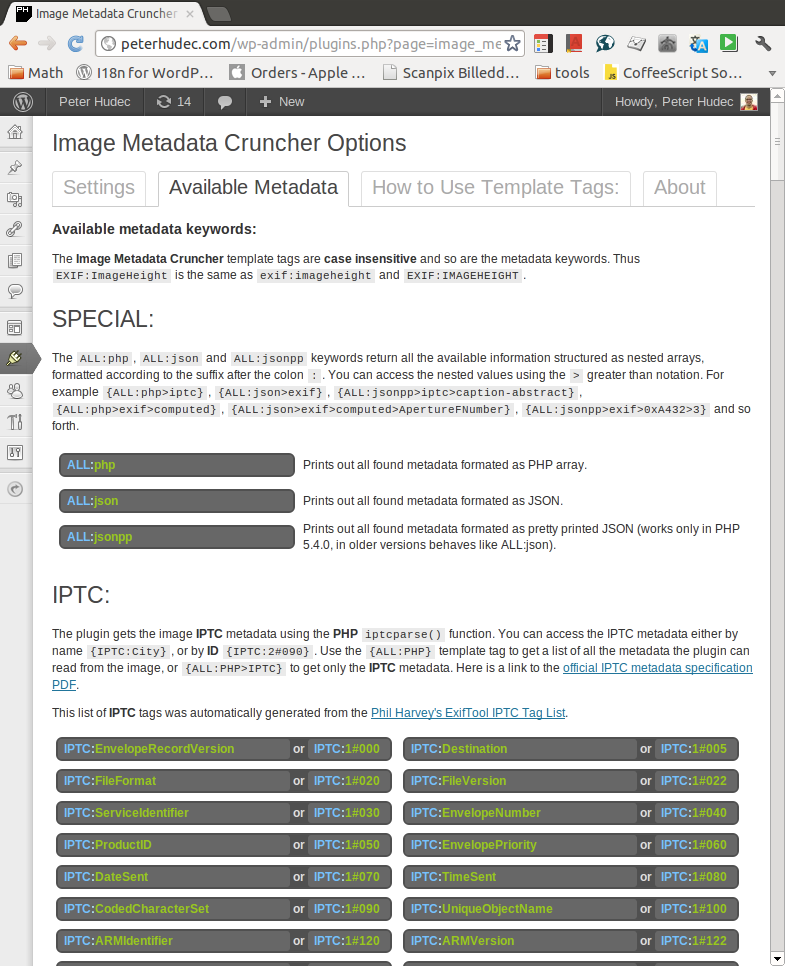 Image Metadata Cruncher
peterhudec.com/wp-admin/plugins.php?page=image_me
Math I18n for WordP... Orders - Apple ... Scanpix Billedd... tools CoffeeScript So...
Peter Hudec 14 + New Howdy, Peter Hudec
Image Metadata Cruncher Options
Settings Available Metadata How to Use Template Tags: About
Available metadata keywords:
The Image Metadata Cruncher template tags are case insensitive and so are the metadata keywords. Thus
EXIF:ImageHeight is the same as exif:imageheight and EXIF:IMAGEHEIGHT.
SPECIAL:
The ALL:php, ALL:json and ALL:jsonpp keywords return all the available information structured as nested arrays,
formatted according to the suffix after the colon :. You can access the nested values using the > greater than notation. For
example {ALL:php>iptc}, {ALL:json>exif}, {ALL:jsonpp>iptc>caption-abstract},
{ALL:php>exif>computed}, {ALL:json>exif>computed>ApertureFNumber}, {ALL:jsonpp>exif>0xA432>3} and so
forth.
ALL:php Prints out all found metadata formated as PHP array.
ALL:json Prints out all found metadata formated as JSON.
ALL:jsonpp Prints out all found metadata formated as pretty printed JSON (works only in PHP
5.4.0, in older versions behaves like ALL:json).
IPTC:
The plugin gets the image IPTC metadata using the PHP iptcparse() function. You can access the IPTC metadata either by
name {IPTC:City}, or by ID {IPTC:2#090}. Use the {ALL:PHP} template tag to get a list of all the metadata the plugin can
read from the image, or {ALL:PHP>IPTC} to get only the IPTC metadata. Here is a link to the official IPTC metadata specification
PDF.
This list of IPTC tags was automatically generated from the Phil Harvey's ExifTool IPTC Tag List.
IPTC:EnvelopeRecordVersion or IPTC:1#000 IPTC:Destination or IPTC:1#005
IPTC:FileFormat or IPTC:1#020 IPTC:FileVersion or IPTC:1#022
IPTC:ServiceIdentifier or IPTC:1#030 IPTC:EnvelopeNumber or IPTC:1#040
IPTC:ProductID or IPTC:1#050 IPTC:EnvelopePriority or IPTC:1#060
IPTC:DateSent or IPTC:1#070 IPTC:TimeSent or IPTC:1#080
IPTC:CodedCharacterSet or IPTC:1#090 IPTC:UniqueObjectName or IPTC:1#100
IPTC:ARMIdentifier or IPTC:1#120 IPTC:ARMVersion or IPTC:1#122